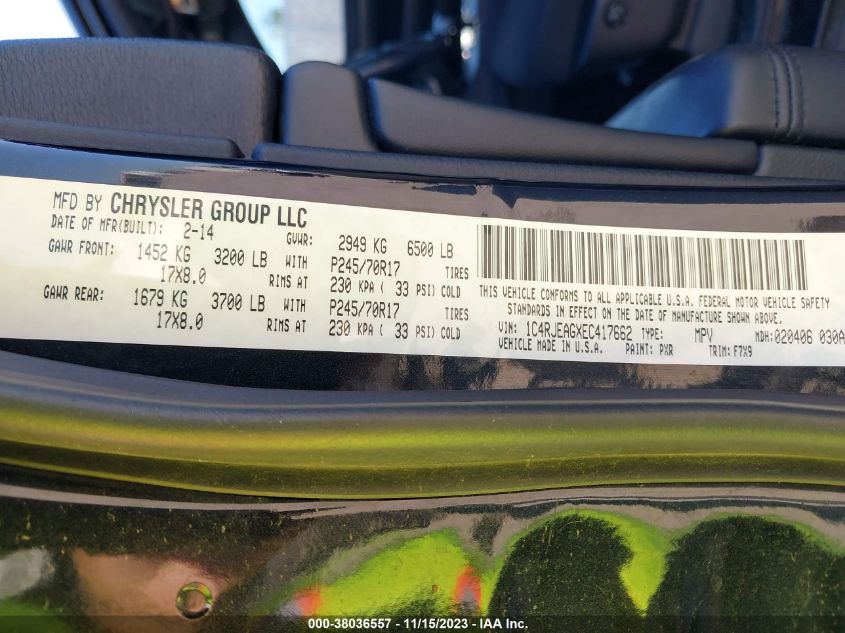 MFD BY CHRYSLER GROUP LLC
DATE OF MFR(BUILT): 2-14 GVWR: 2949 KG 6500 LB
GAWR FRONT: 1452 KG 3200 LB WITH P245/70R17 TIRES
17X8.0 RIMS AT 230 KPA ( 33 PSI) COLD
GAWR REAR: 1679 KG 3700 LB WITH P245/70R17 TIRES
17X8.0 RIMS AT 230 KPA ( 33 PSI) COLD
THIS VEHICLE CONFORMS TO ALL APPLICABLE U.S.A. FEDERAL MOTOR VEHICLE SAFETY
STANDARDS IN EFFECT ON THE DATE OF MANUFACTURE SHOWN ABOVE.
VIN: 1C4RJEAGXEC417662 TYPE: MPV MDH:020406 030A
VEHICLE MADE IN U.S.A. PAINT: PXR TRIM: F7X9
000-38036557 - 11/15/2023 - IAAI.com